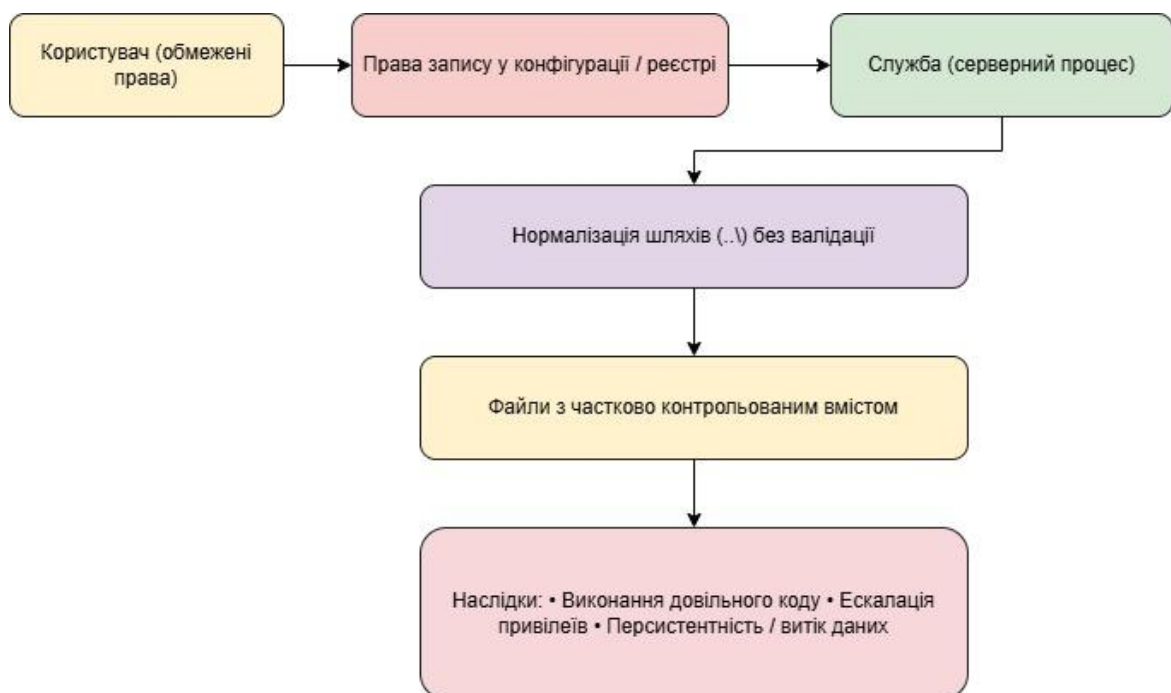 Користувач (обмежені
права)
Права запису у конфігурації / реєстрі
Служба (серверний процес)
Нормалізація шляхів (..\) без валідації
Файли з частково контрольованим вмістом
Наслідки: • Виконання довільного коду • Ескалація
привілеїв • Персистентність / витік даних